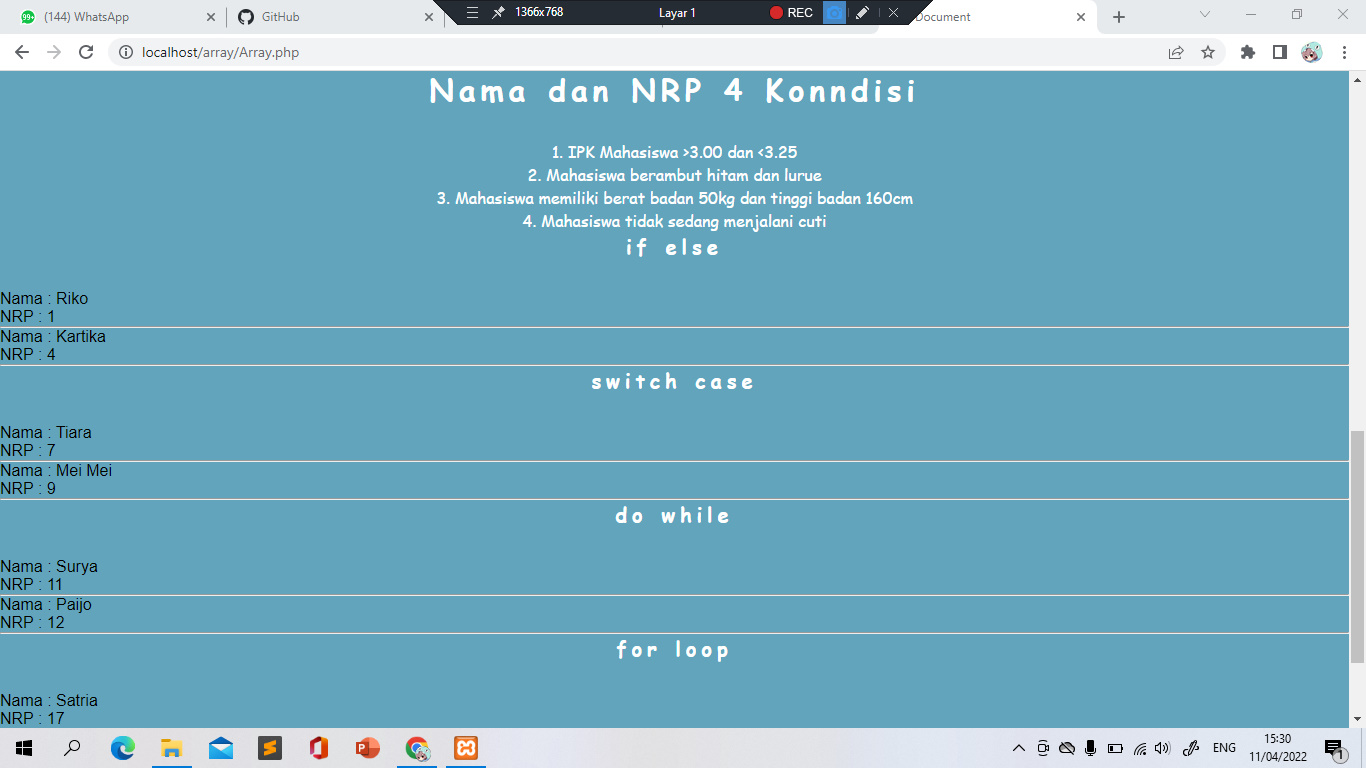 (144) WhatsApp
GitHub
1366x768
Layar 1
REC
Document
localhost/array/Array.php
Nama dan NRP 4 Konndisi
1. IPK Mahasiswa >3.00 dan <3.25
2. Mahasiswa berambut hitam dan lurue
3. Mahasiswa memiliki berat badan 50kg dan tinggi badan 160cm
4. Mahasiswa tidak sedang menjalani cuti
if else
Nama : Riko
NRP : 1
Nama : Kartika
NRP : 4
switch case
Nama : Tiara
NRP : 7
Nama : Mei Mei
NRP : 9
do while
Nama : Surya
NRP : 11
Nama : Paijo
NRP : 12
for loop
Nama : Satria
NRP : 17
ENG
15:30
11/04/2022
1